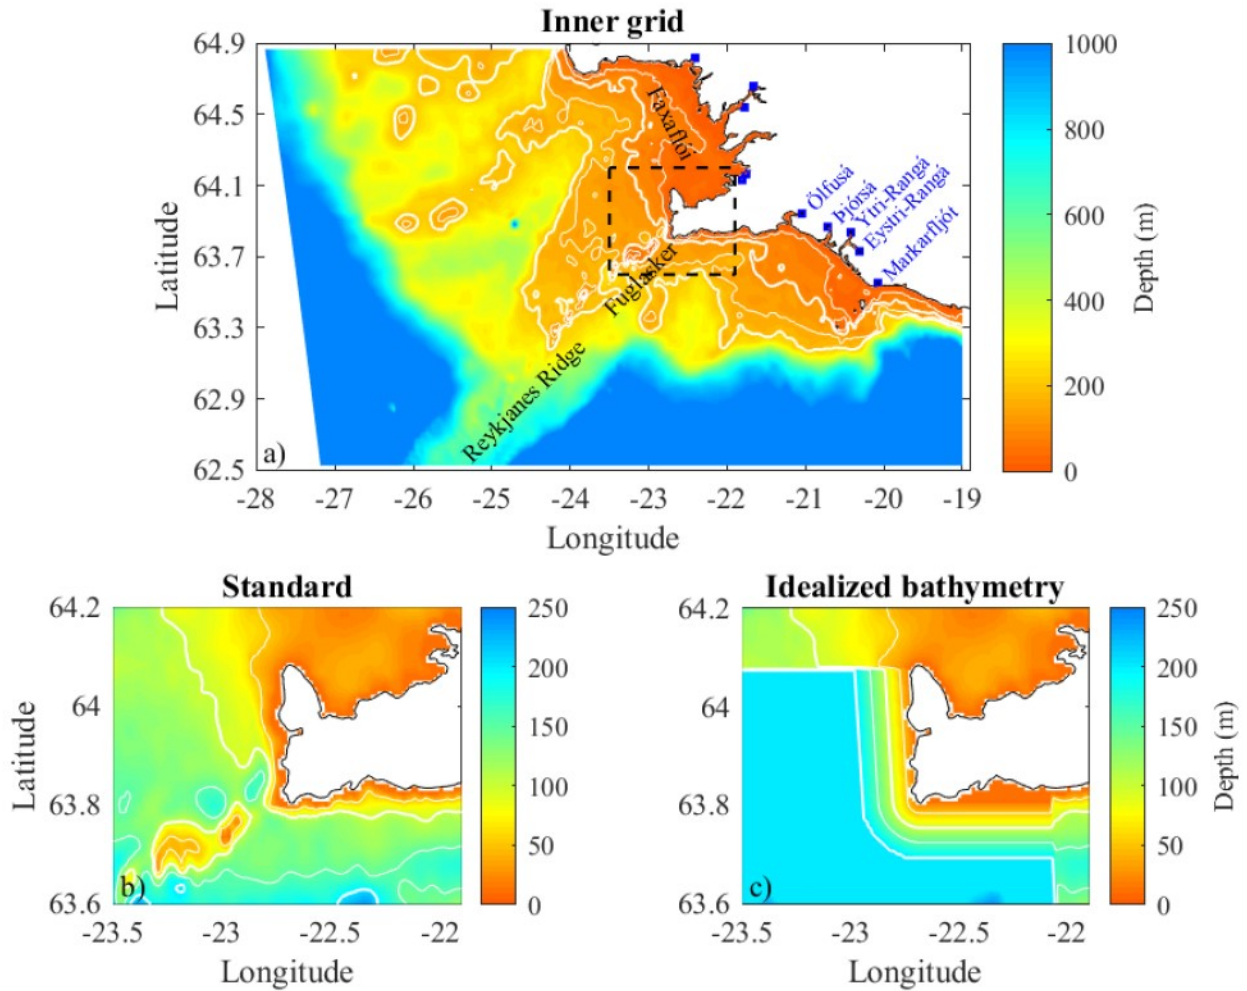 Inner grid
64.9
64.5
64.1
63.7
63.3
62.9
62.5
Latitude
-28 -27 -26 -25 -24 -23 -22 -21 -20 -19
Longitude
a)
Faxaflói
Fuglasker
Reykjanes Ridge
Ölfusá
Þjórsá
Ytri-Rangá
Eystri-Rangá
Markarfljót
1000
800
600
400
200
0
Depth (m)
Standard
64.2
64
63.8
63.6
Latitude
b)
-23.5 -23 -22.5 -22
Longitude
250
200
150
100
50
0
Idealized bathymetry
64.2
64
63.8
63.6
c)
-23.5 -23 -22.5 -22
Longitude
250
200
150
100
50
0
Depth (m)